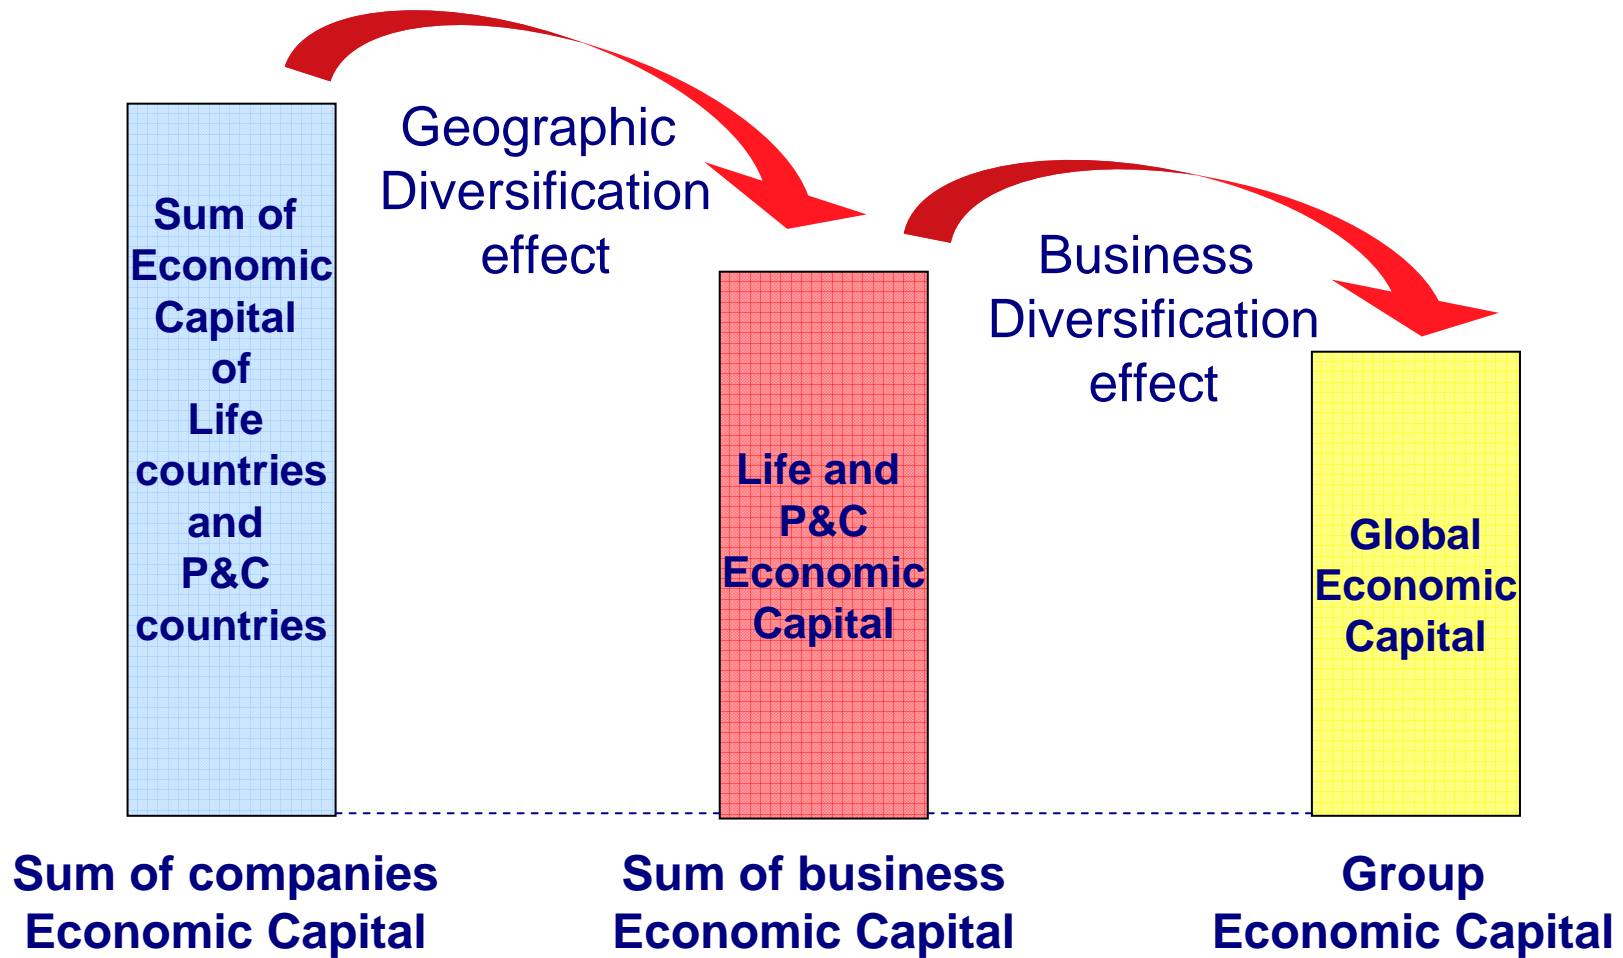 Geographic
Diversification
effect
Business
Diversification
effect
Sum of
Economic
Capital
of
Life
countries
and
P&C
countries
Life and
P&C
Economic
Capital
Global
Economic
Capital
Sum of companies
Economic Capital
Sum of business
Economic Capital
Group
Economic Capital